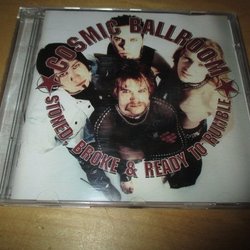 COSMIC BALLROOM
STONED, BROKE & READY TO RUMBLE